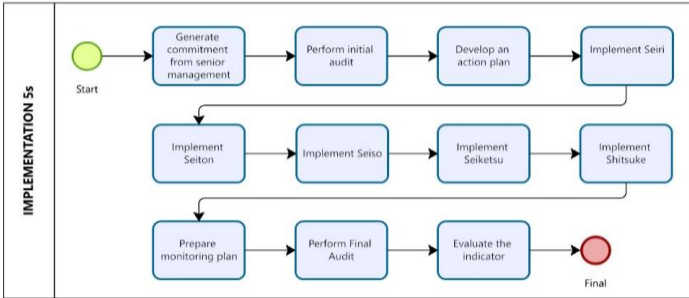 IMPLEMENTATION 5s
Start
Generate
commitment
from senior
management
Perform initial
audit
Develop an
action plan
Implement Seiri
Implement
Seiton
Implement Seiso
Implement
Seiketsu
Implement
Shitsuke
Prepare
monitoring plan
Perform Final
Audit
Evaluate the
indicator
Final